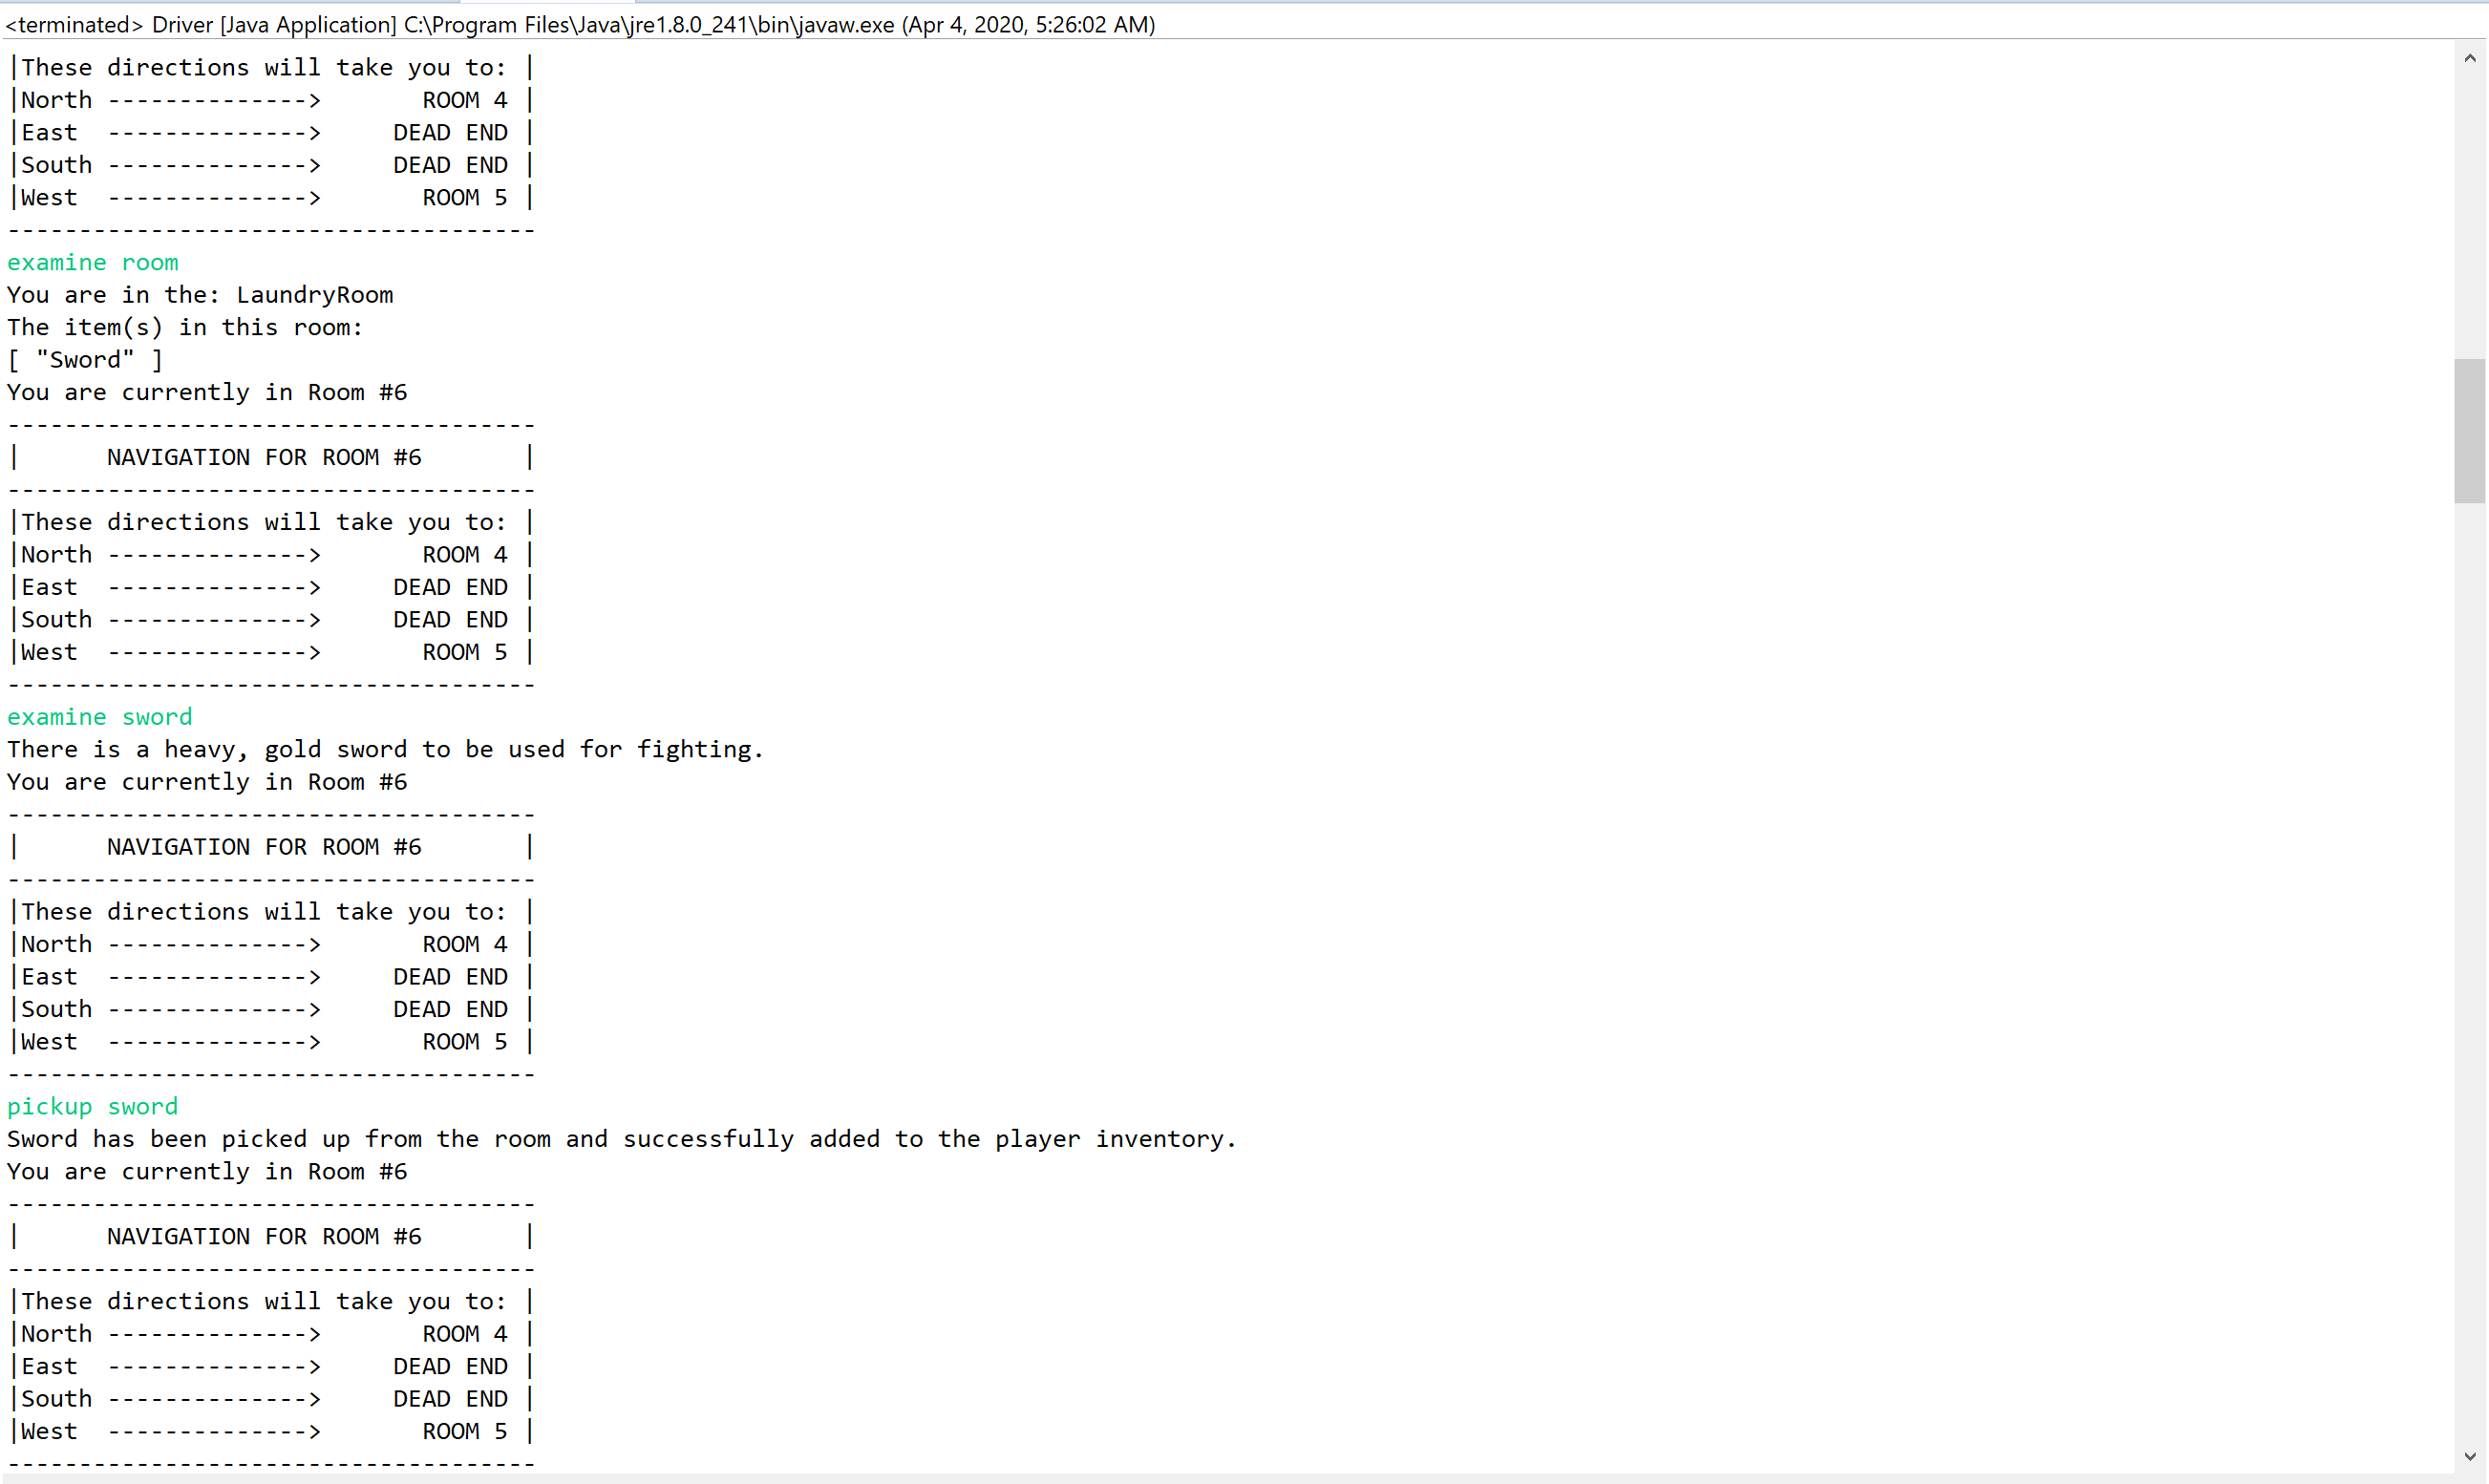 <terminated> Driver [Java Application] C:\Program Files\Java\jre1.8.0_241\bin\javaw.exe (Apr 4, 2020, 5:26:02 AM)
|These directions will take you to: |
|North -------------->       ROOM 4 |
|East  -------------->     DEAD END |
|South -------------->     DEAD END |
|West  -------------->       ROOM 5 |
-------------------------------------
examine room
You are in the: LaundryRoom
The item(s) in this room:
[ "Sword" ]
You are currently in Room #6
-------------------------------------
|      NAVIGATION FOR ROOM #6       |
-------------------------------------
|These directions will take you to: |
|North -------------->       ROOM 4 |
|East  -------------->     DEAD END |
|South -------------->     DEAD END |
|West  -------------->       ROOM 5 |
-------------------------------------
examine sword
There is a heavy, gold sword to be used for fighting.
You are currently in Room #6
-------------------------------------
|      NAVIGATION FOR ROOM #6       |
-------------------------------------
|These directions will take you to: |
|North -------------->       ROOM 4 |
|East  -------------->     DEAD END |
|South -------------->     DEAD END |
|West  -------------->       ROOM 5 |
-------------------------------------
pickup sword
Sword has been picked up from the room and successfully added to the player inventory.
You are currently in Room #6
-------------------------------------
|      NAVIGATION FOR ROOM #6       |
-------------------------------------
|These directions will take you to: |
|North -------------->       ROOM 4 |
|East  -------------->     DEAD END |
|South -------------->     DEAD END |
|West  -------------->       ROOM 5 |
-------------------------------------